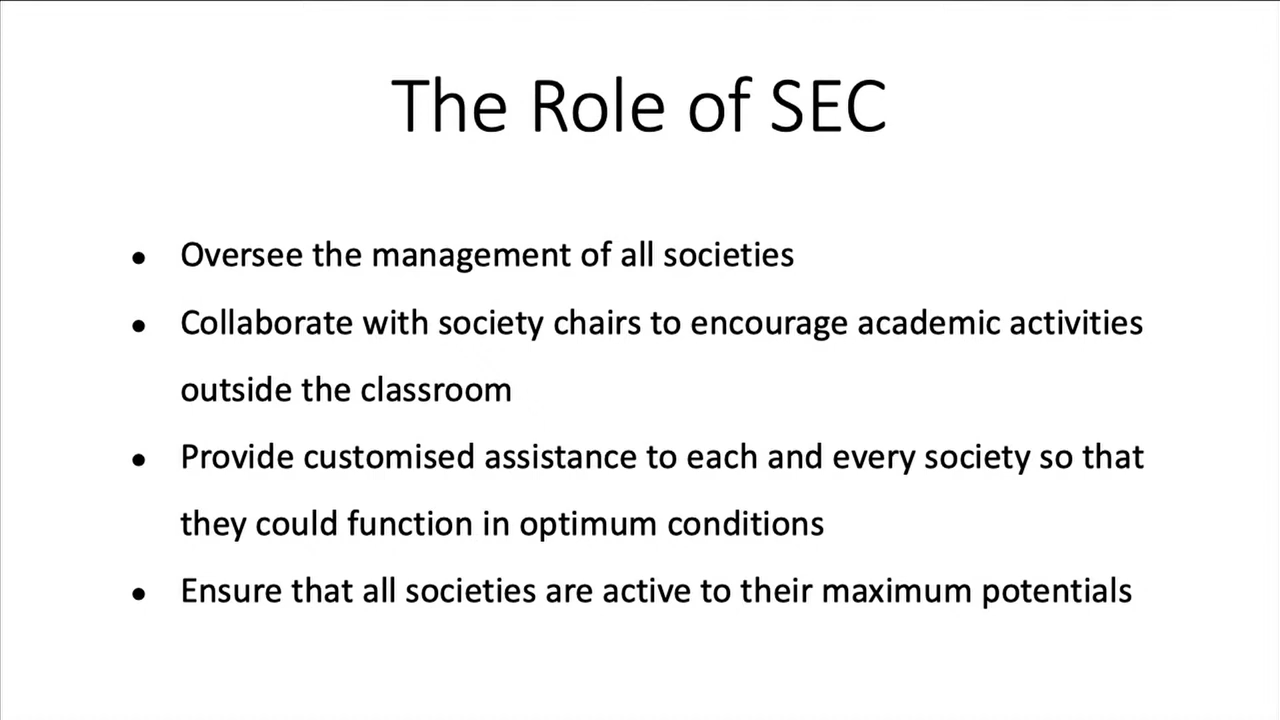 The Role of SEC
• Oversee the management of all societies
• Collaborate with society chairs to encourage academic activities
outside the classroom
• Provide customised assistance to each and every society so that
they could function in optimum conditions
• Ensure that all societies are active to their maximum potentials